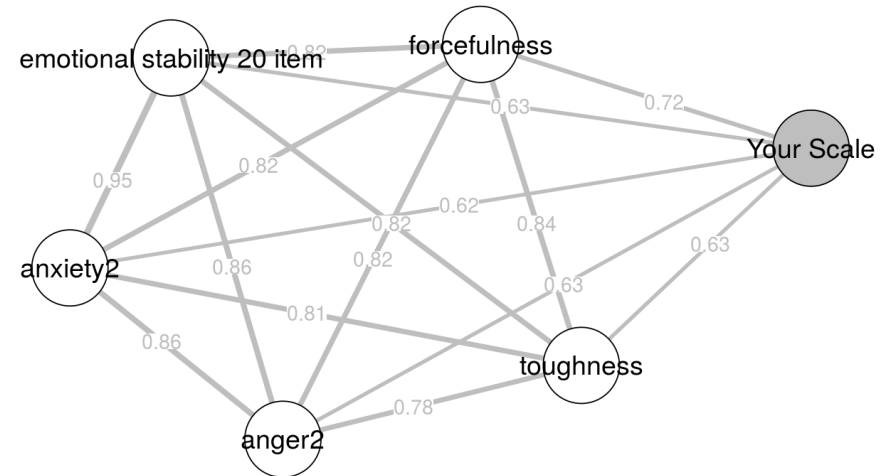 forcefulness
emotional stability 20 item
0.82
0.72
0.63
Your Scale
0.82
0.95
0.62
0.82
0.84
0.63
0.82
0.86
anxiety2
0.63
0.81
0.86
toughness
0.78
anger2